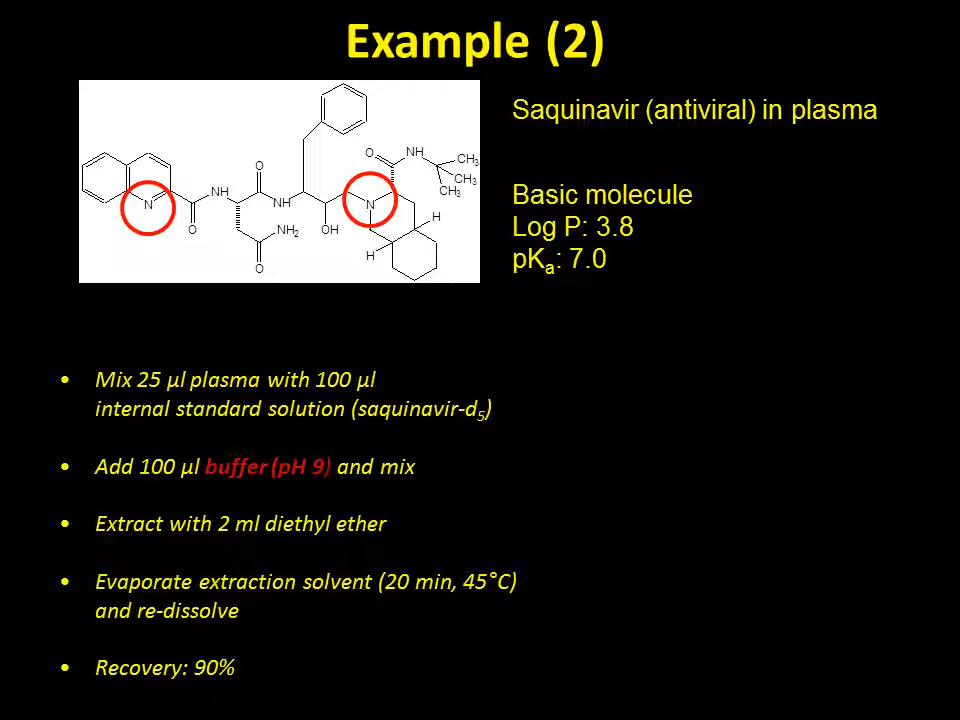 Example (2)
Saquinavir (antiviral) in plasma
Basic molecule
Log P: 3.8
pKa: 7.0
N
O
NH
O
NH
NH2
O
OH
N
O
NH
CH3
CH3
CH3
H
H
• Mix 25 µl plasma with 100 µl
internal standard solution (saquinavir-d5)
• Add 100 µl buffer (pH 9) and mix
• Extract with 2 ml diethyl ether
• Evaporate extraction solvent (20 min, 45°C)
and re-dissolve
• Recovery: 90%